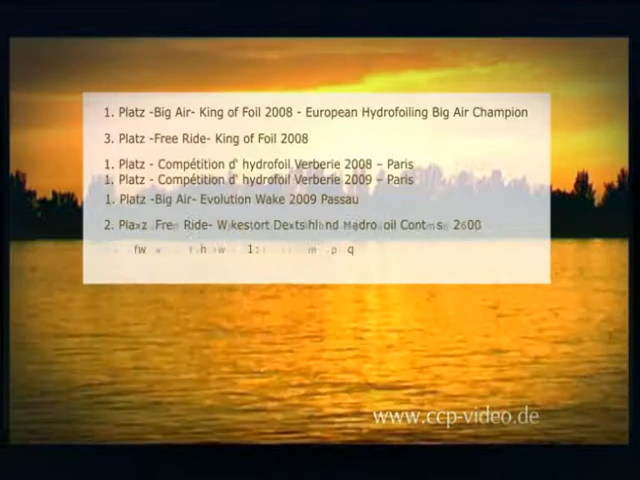 1. Platz -Big Air- King of Foil 2008 - European Hydrofoiling Big Air Champion
3. Platz -Free Ride- King of Foil 2008
1. Platz - Compétition d' hydrofoil Verberie 2008 – Paris
1. Platz - Compétition d' hydrofoil Verberie 2009 – Paris
1. Platz -Big Air- Evolution Wake 2009 Passau
2. Ride-
www.ccp-video.de